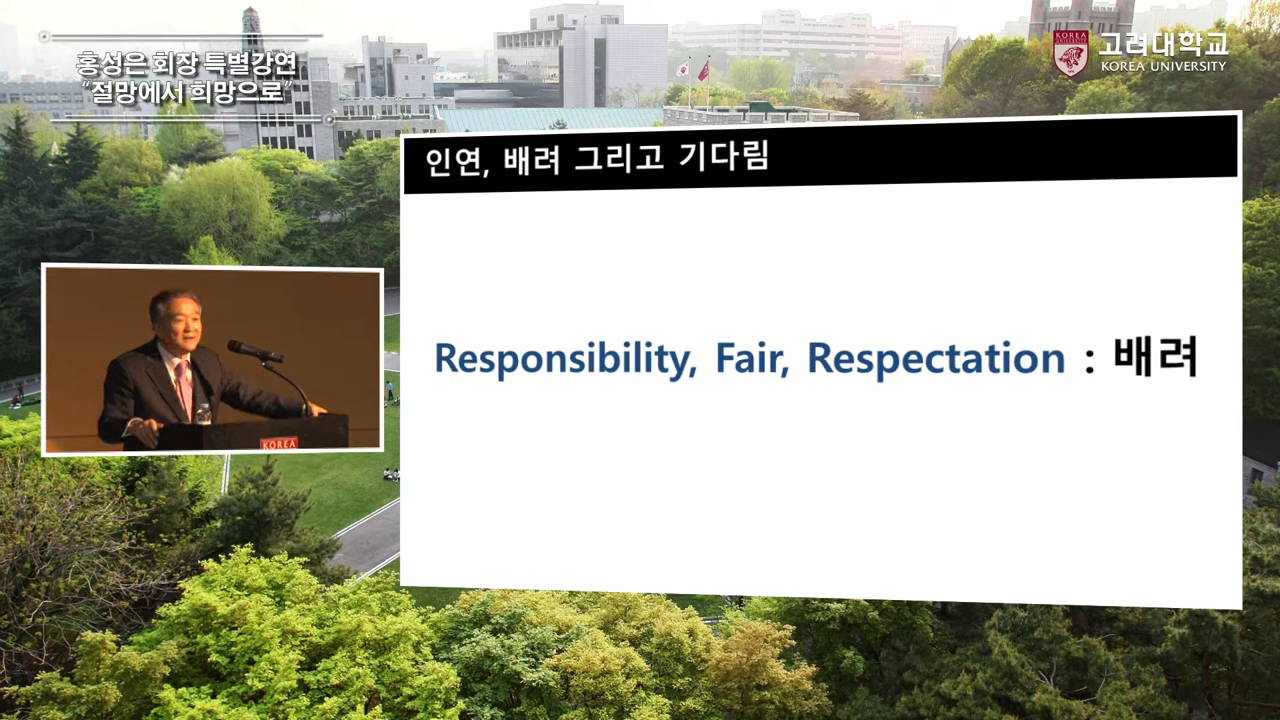 홍성은 회장 특별강연
“절망에서 희망으로”
KOREA
UNIVERSITY
고려대학교
KOREA UNIVERSITY
인연, 배려 그리고 기다림
Responsibility, Fair, Respectation : 배려
KOREA